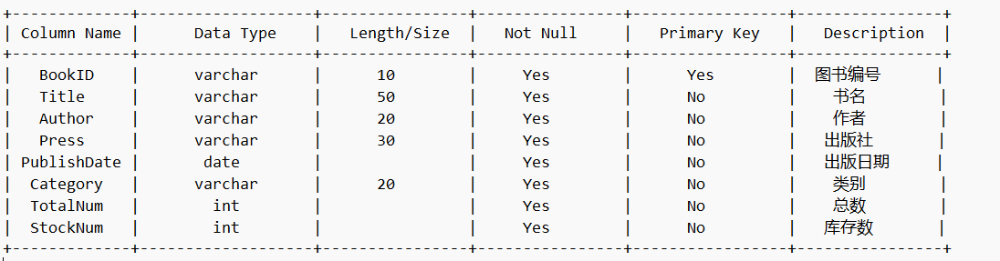 +-------------+-------------------+----------------+----------------+-----------------+----------------+
| Column Name |      Data Type    |   Length/Size  |   Not Null     |   Primary Key   |   Description  |
+-------------+-------------------+----------------+----------------+-----------------+----------------+
|   BookID    |      varchar      |      10        |     Yes        |      Yes        |  图书编号      |
|   Title     |      varchar      |      50        |     Yes        |      No         |    书名        |
|   Author    |      varchar      |      20        |     Yes        |      No         |    作者        |
|   Press     |      varchar      |      30        |     Yes        |      No         |   出版社       |
| PublishDate |       date        |                |     Yes        |      No         |   出版日期     |
|  Category   |      varchar      |      20        |     Yes        |      No         |    类别        |
|  TotalNum   |        int        |                |     Yes        |      No         |    总数        |
|  StockNum   |        int        |                |     Yes        |      No         |   库存数       |
+-------------+-------------------+----------------+----------------+-----------------+----------------+